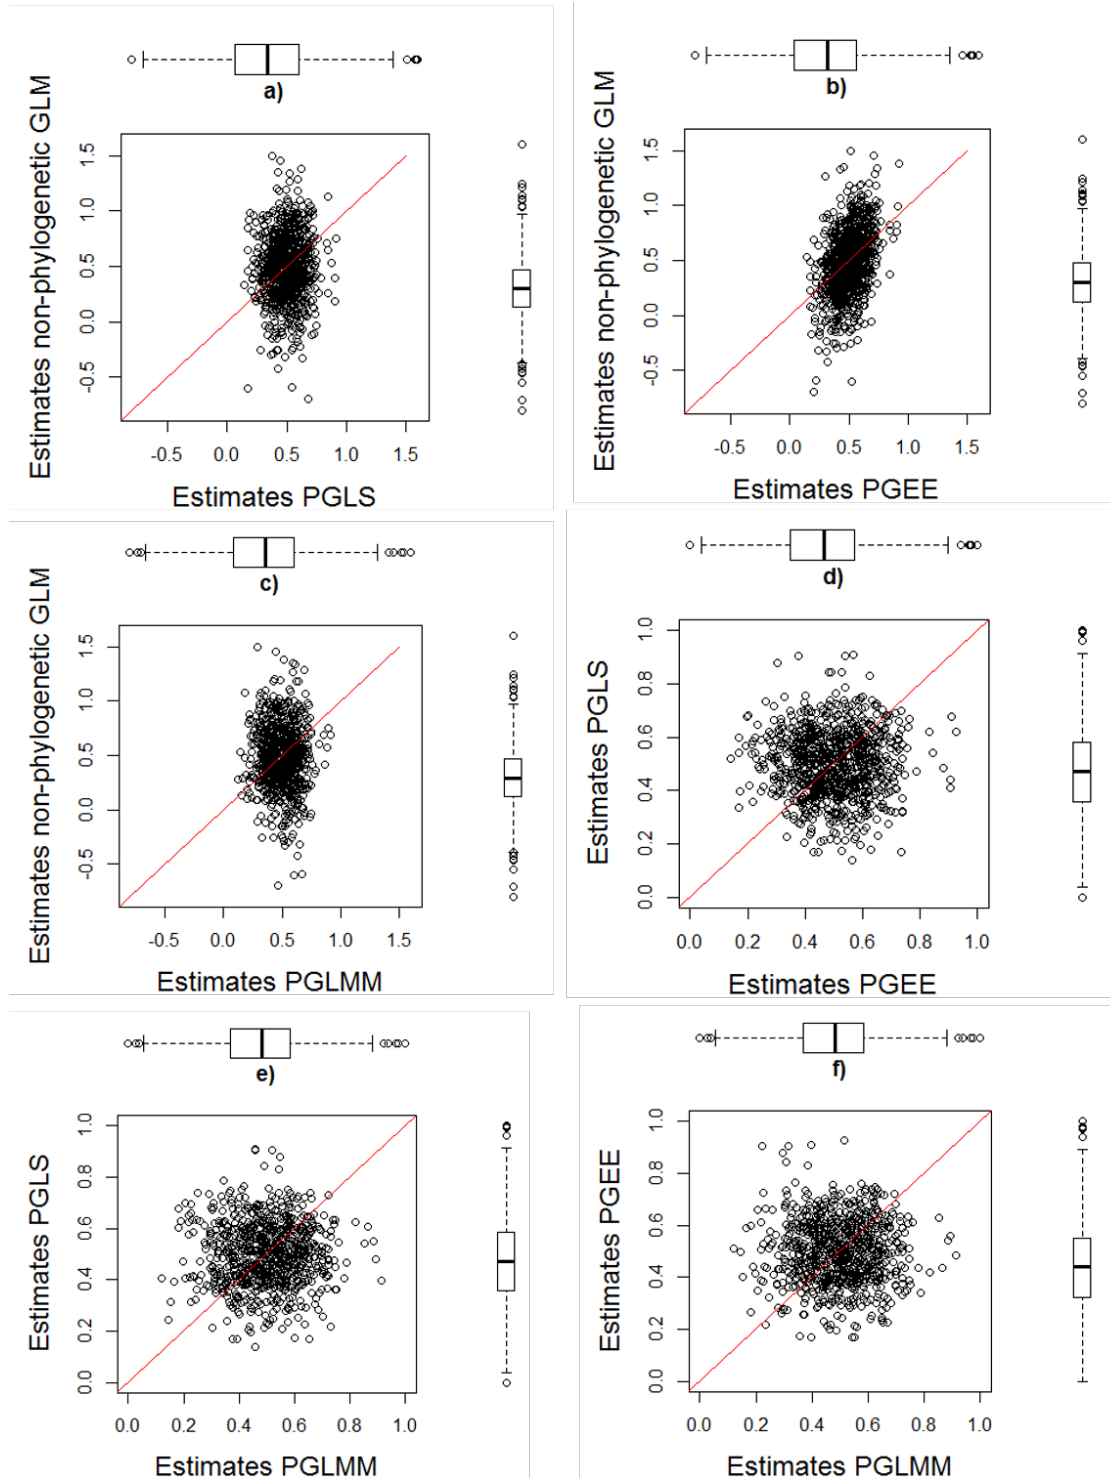 a)
Estimates non-phylogenetic GLM
1.5
1.0
0.5
0.0
-0.5
-0.5 0.0 0.5 1.0 1.5
Estimates PGLS
b)
Estimates non-phylogenetic GLM
1.5
1.0
0.5
0.0
-0.5
-0.5 0.0 0.5 1.0 1.5
Estimates PGEE
c)
Estimates non-phylogenetic GLM
1.5
1.0
0.5
0.0
-0.5
-0.5 0.0 0.5 1.0 1.5
Estimates PGLMM
d)
Estimates PGLS
1.0
0.8
0.6
0.4
0.2
0.0
0.0 0.2 0.4 0.6 0.8 1.0
Estimates PGEE
e)
Estimates PGLS
1.0
0.8
0.6
0.4
0.2
0.0
0.0 0.2 0.4 0.6 0.8 1.0
Estimates PGLMM
f)
Estimates PGEE
1.0
0.8
0.6
0.4
0.2
0.0
0.0 0.2 0.4 0.6 0.8 1.0
Estimates PGLMM